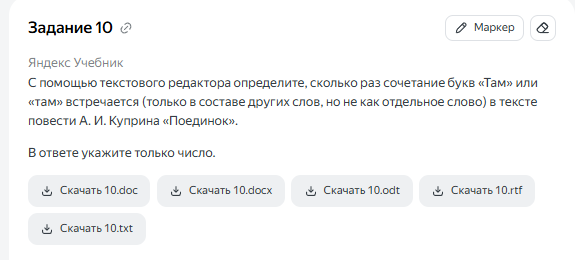 Задание 10
Маркер
Яндекс Учебник
С помощью текстового редактора определите, сколько раз сочетание букв «Там» или
«там» встречается (только в составе других слов, но не как отдельное слово) в тексте
повести А. И. Куприна «Поединок».
В ответе укажите только число.
Скачать 10.doc
Скачать 10.docx
Скачать 10.odt
Скачать 10.rtf
Скачать 10.txt